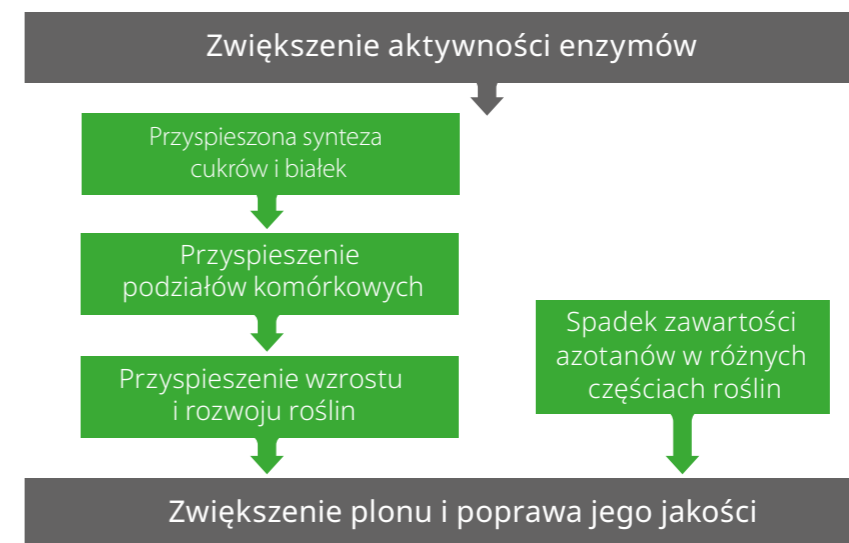 Zwiększenie aktywności enzymów
Przyspieszona synteza
cukrów i białek
Przyspieszenie
podziałów komórkowych
Przyspieszenie wzrostu
i rozwoju roślin
Spadek zawartości
azotanów w różnych
częściach roślin
Zwiększenie plonu i poprawa jego jakości